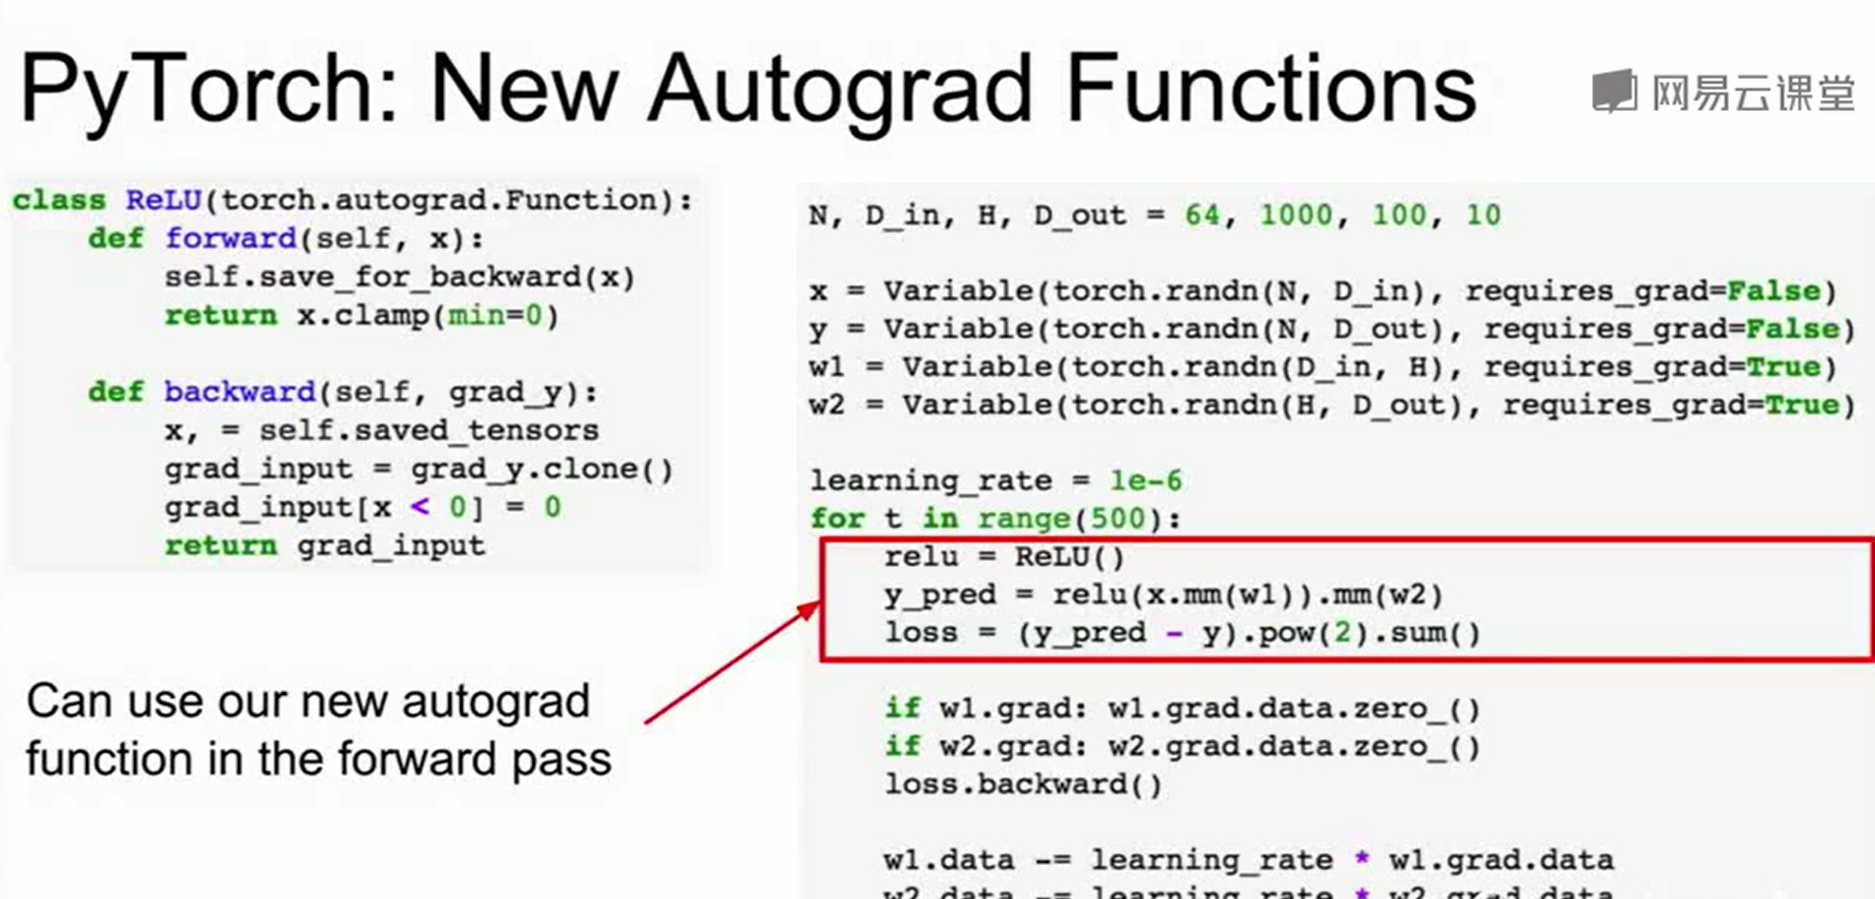 PyTorch: New Autograd Functions
网易云课堂
class ReLU(torch.autograd.Function):
    def forward(self, x):
        self.save_for_backward(x)
        return x.clamp(min=0)

    def backward(self, grad_y):
        x, = self.saved_tensors
        grad_input = grad_y.clone()
        grad_input[x < 0] = 0
        return grad_input
Can use our new autograd
function in the forward pass
N, D_in, H, D_out = 64, 1000, 100, 10

x = Variable(torch.randn(N, D_in), requires_grad=False)
y = Variable(torch.randn(N, D_out), requires_grad=False)
w1 = Variable(torch.randn(D_in, H), requires_grad=True)
w2 = Variable(torch.randn(H, D_out), requires_grad=True)

learning_rate = 1e-6
for t in range(500):
    relu = ReLU()
    y_pred = relu(x.mm(w1)).mm(w2)
    loss = (y_pred - y).pow(2).sum()

    if w1.grad: w1.grad.data.zero_()
    if w2.grad: w2.grad.data.zero_()
    loss.backward()

    w1.data -= learning_rate * w1.grad.data
    w2.data -= learning_rate * w2.grad.data